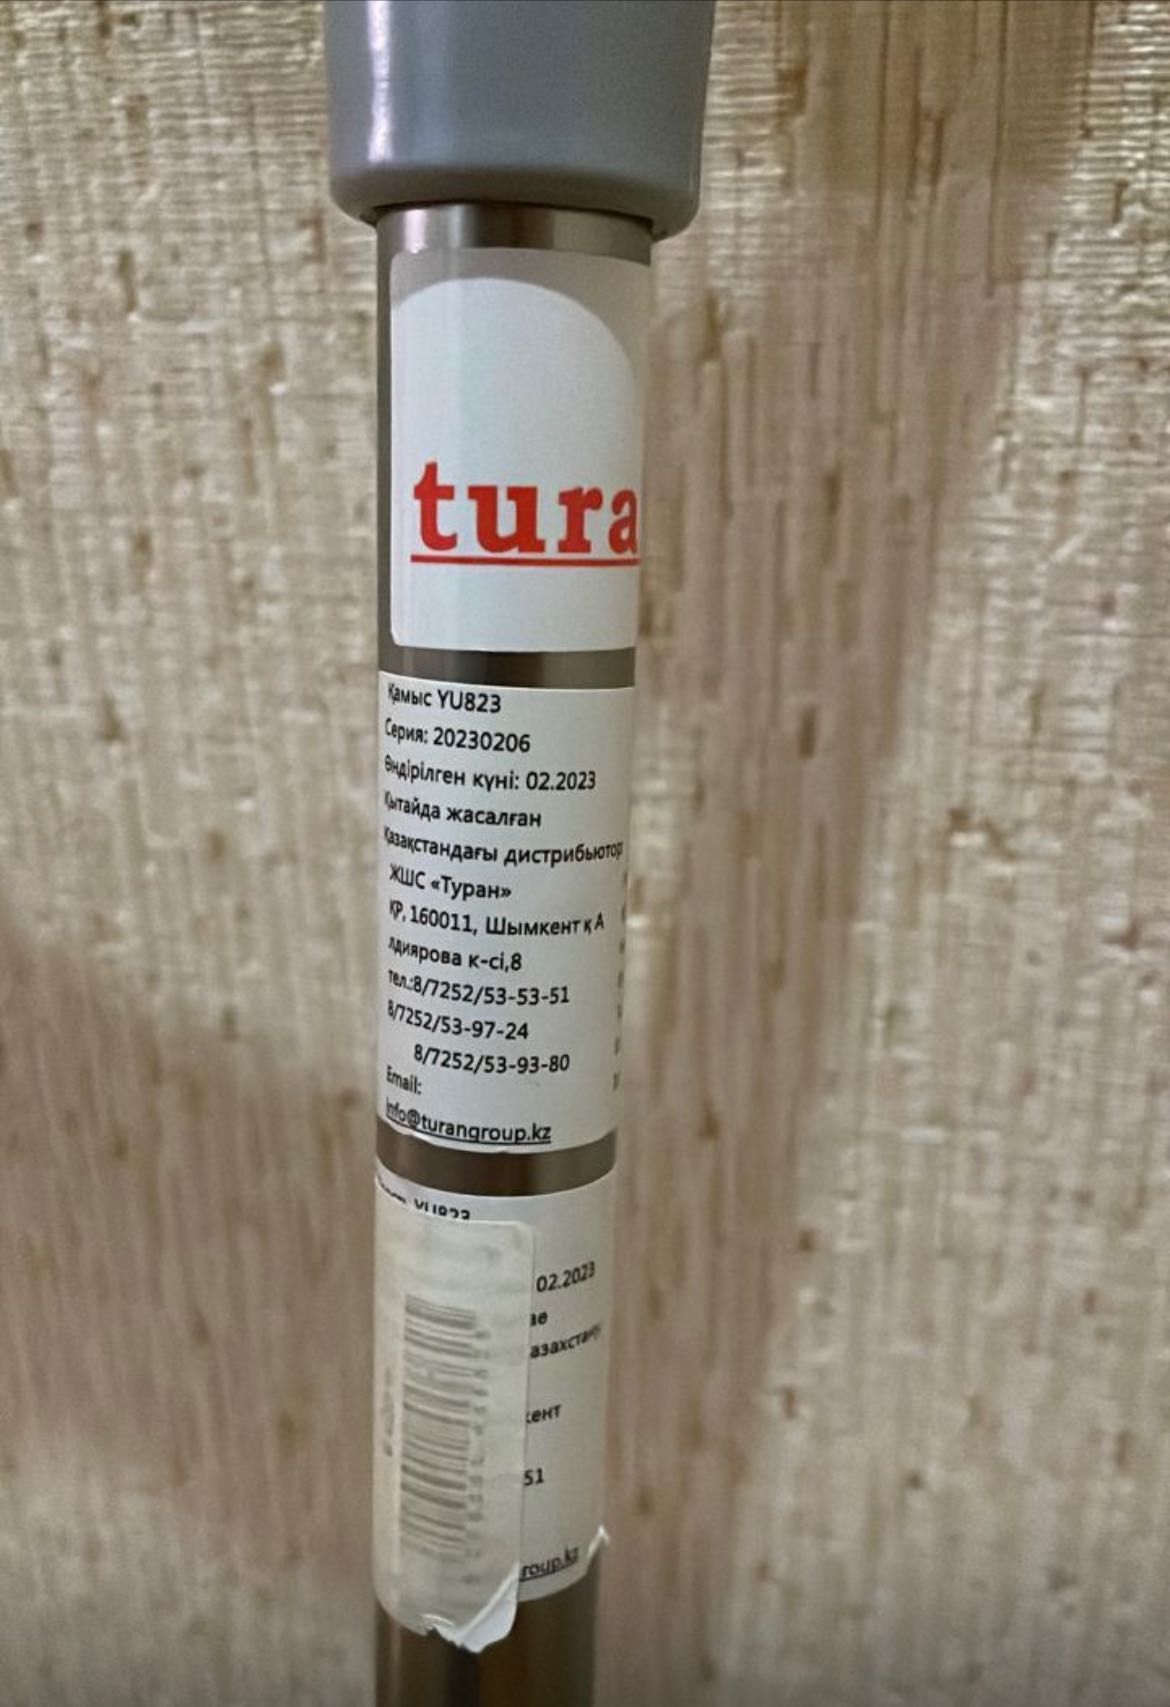 tura
Қамыс YU823
Серия: 20230206
Өндірілген күні: 02.2023
Қытайда жасалған
Қазақстандағы дистрибьютор
ЖШС «Туран»
ҚР, 160011, Шымкент қ А
лдиярова к-сі,8
тел.:8/7252/53-53-51
8/7252/53-97-24
8/7252/53-93-80
Email:
info@turangroup.kz
YU823
02.2023
ае
азахстану
кент
51
roup.kz